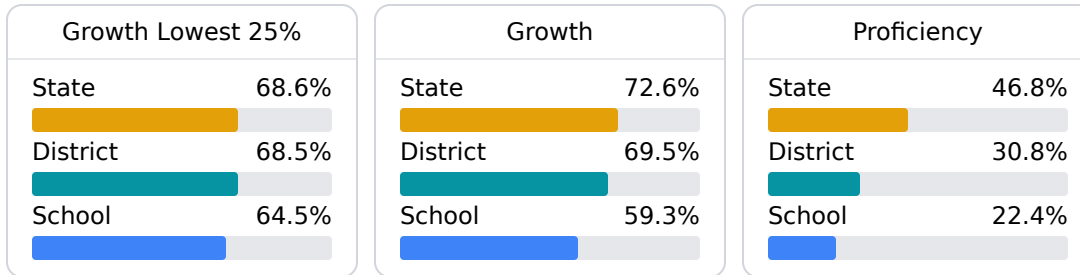 Growth Lowest 25%
State 68.6%
District 68.5%
School 64.5%
Growth
State 72.6%
District 69.5%
School 59.3%
Proficiency
State 46.8%
District 30.8%
School 22.4%